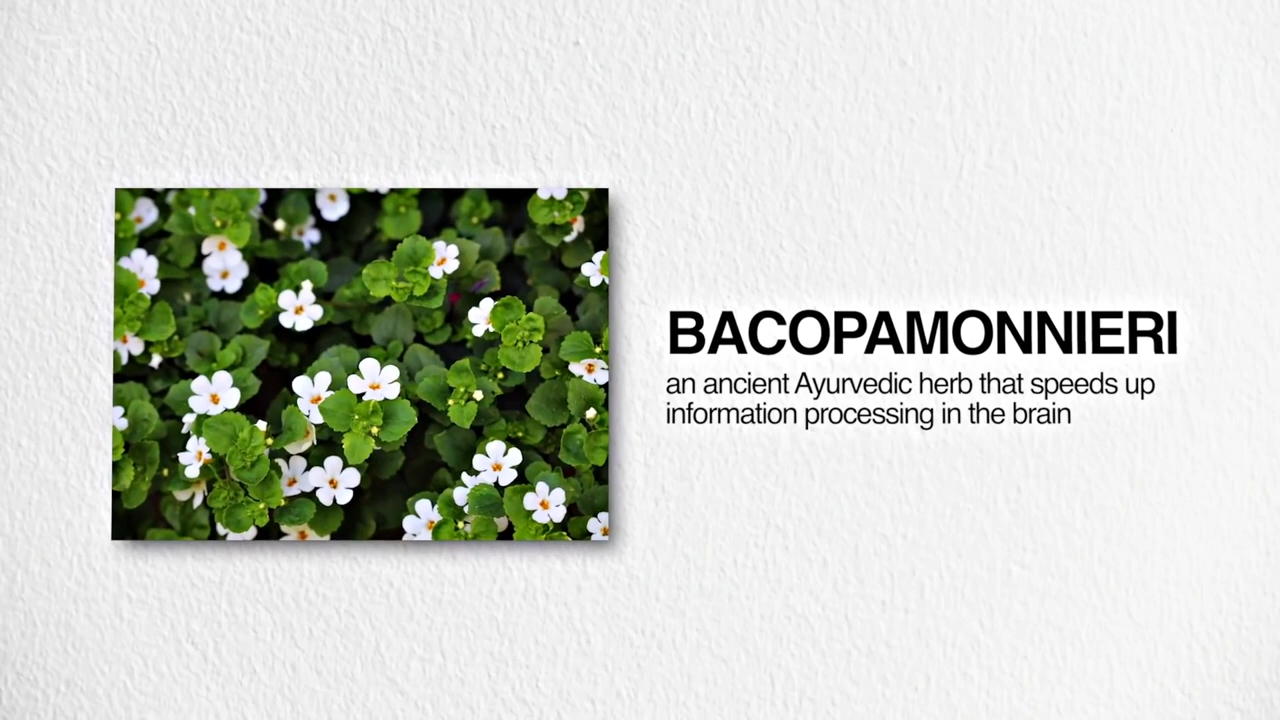 BACOPAMONNIERI
an ancient Ayurvedic herb that speeds up
information processing in the brain